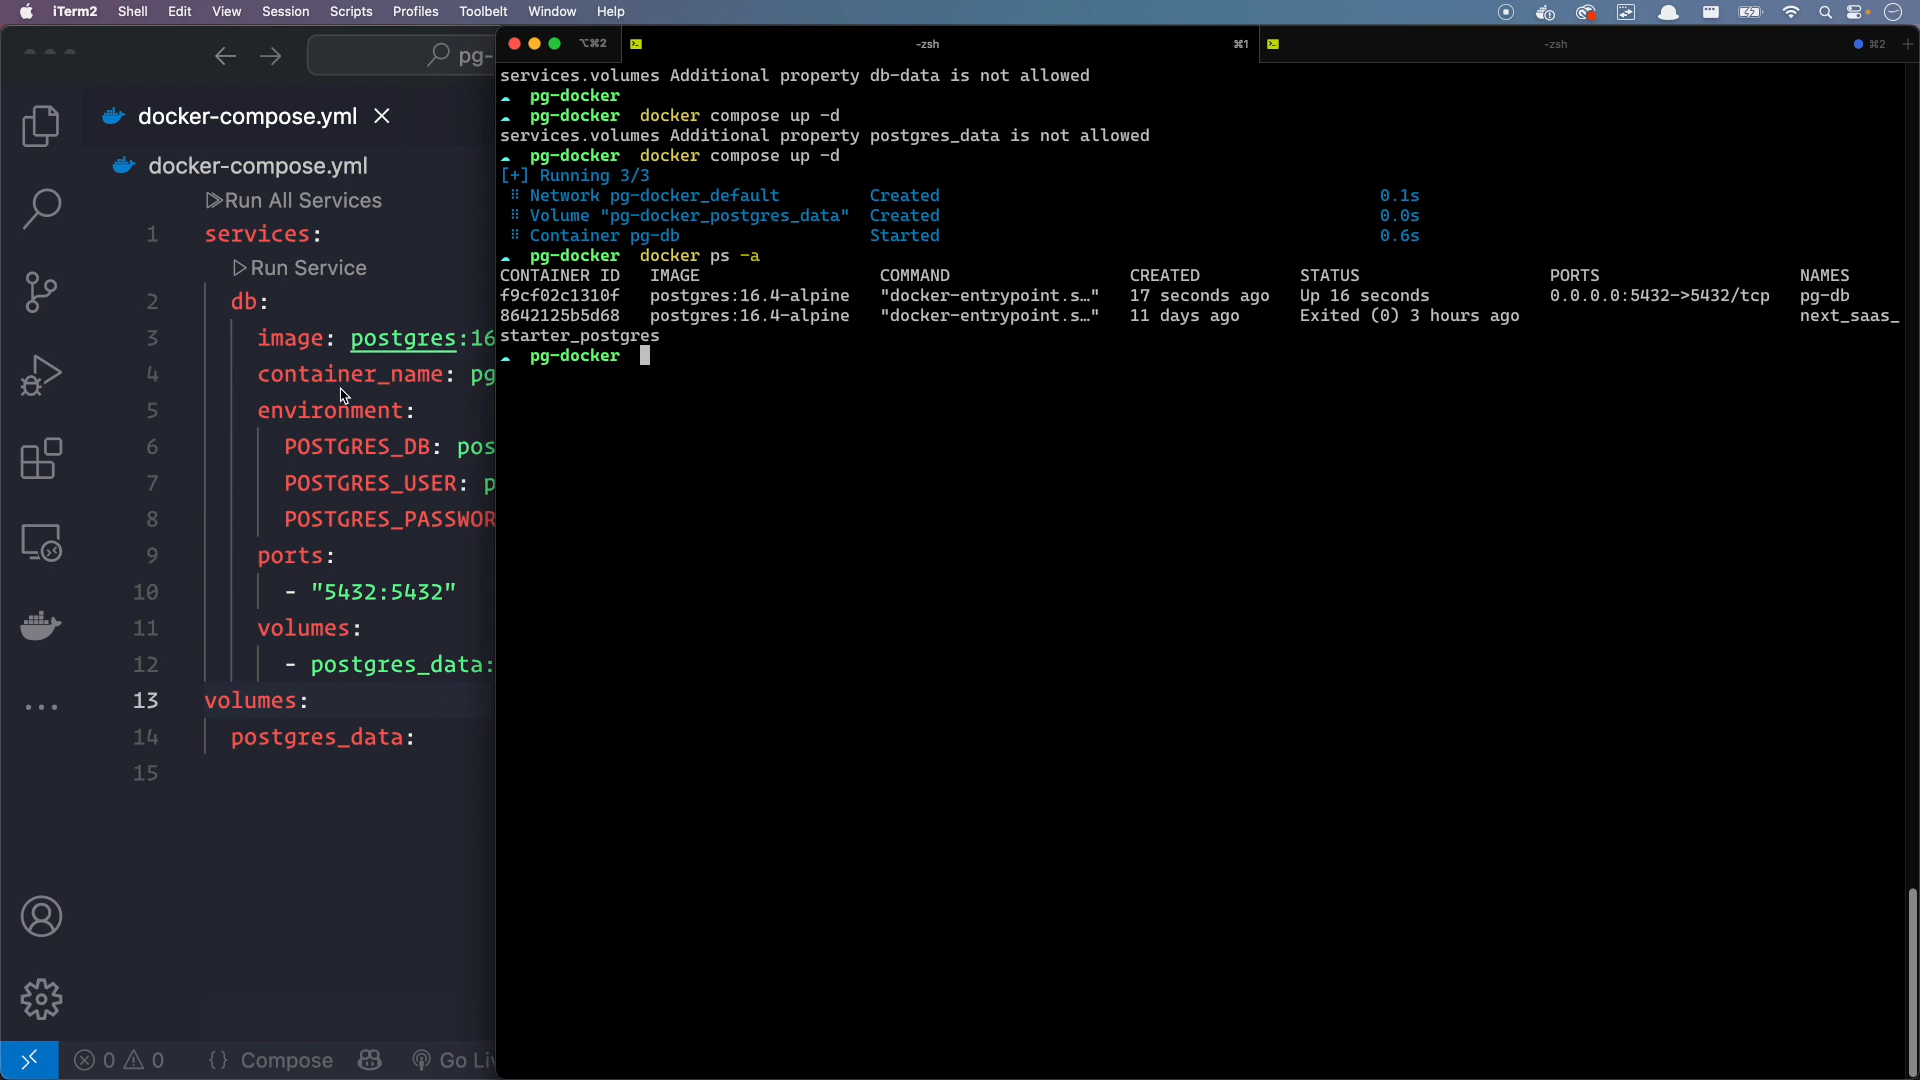 iTerm2 Shell Edit View Session Scripts Profiles Toolbelt Window Help
pg-
docker-compose.yml
docker-compose.yml
Run All Services
1 services:
Run Service
2 db:
3 image: postgres:16
4 container_name: pg
5 environment:
6 POSTGRES_DB: pos
7 POSTGRES_USER: p
8 POSTGRES_PASSWOR
9 ports:
10 - "5432:5432"
11 volumes:
12 - postgres_data:
13 volumes:
14 postgres_data:
15
0 0 {} Compose Go Li
⌥⌘2 -zsh ⌘1 -zsh ⌘2
services.volumes Additional property db-data is not allowed
pg-docker
pg-docker docker compose up -d
services.volumes Additional property postgres_data is not allowed
pg-docker docker compose up -d
[+] Running 3/3
⠿ Network pg-docker_default Created 0.1s
⠿ Volume "pg-docker_postgres_data" Created 0.0s
⠿ Container pg-db Started 0.6s
pg-docker docker ps -a
CONTAINER ID IMAGE COMMAND CREATED STATUS PORTS NAMES
f9cf02c1310f postgres:16.4-alpine "docker-entrypoint.s…" 17 seconds ago Up 16 seconds 0.0.0.0:5432->5432/tcp pg-db
8642125b5d68 postgres:16.4-alpine "docker-entrypoint.s…" 11 days ago Exited (0) 3 hours ago next_saas_
starter_postgres
pg-docker